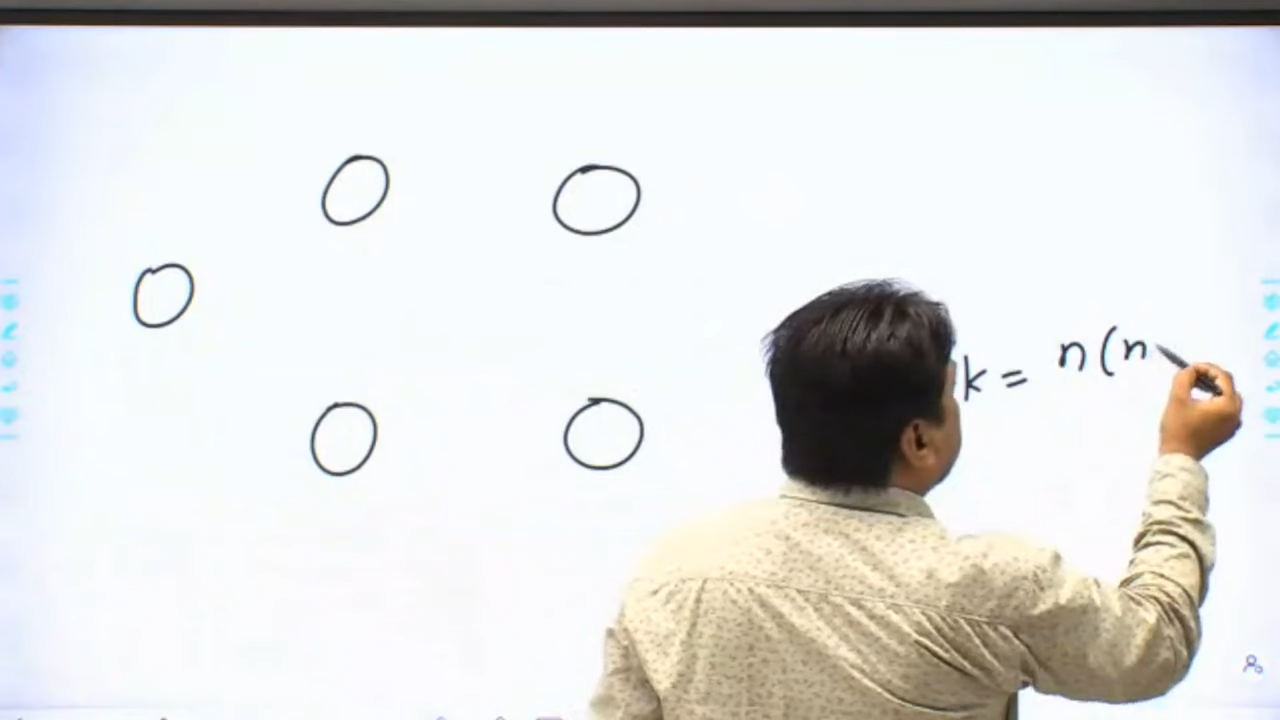 k = n(n